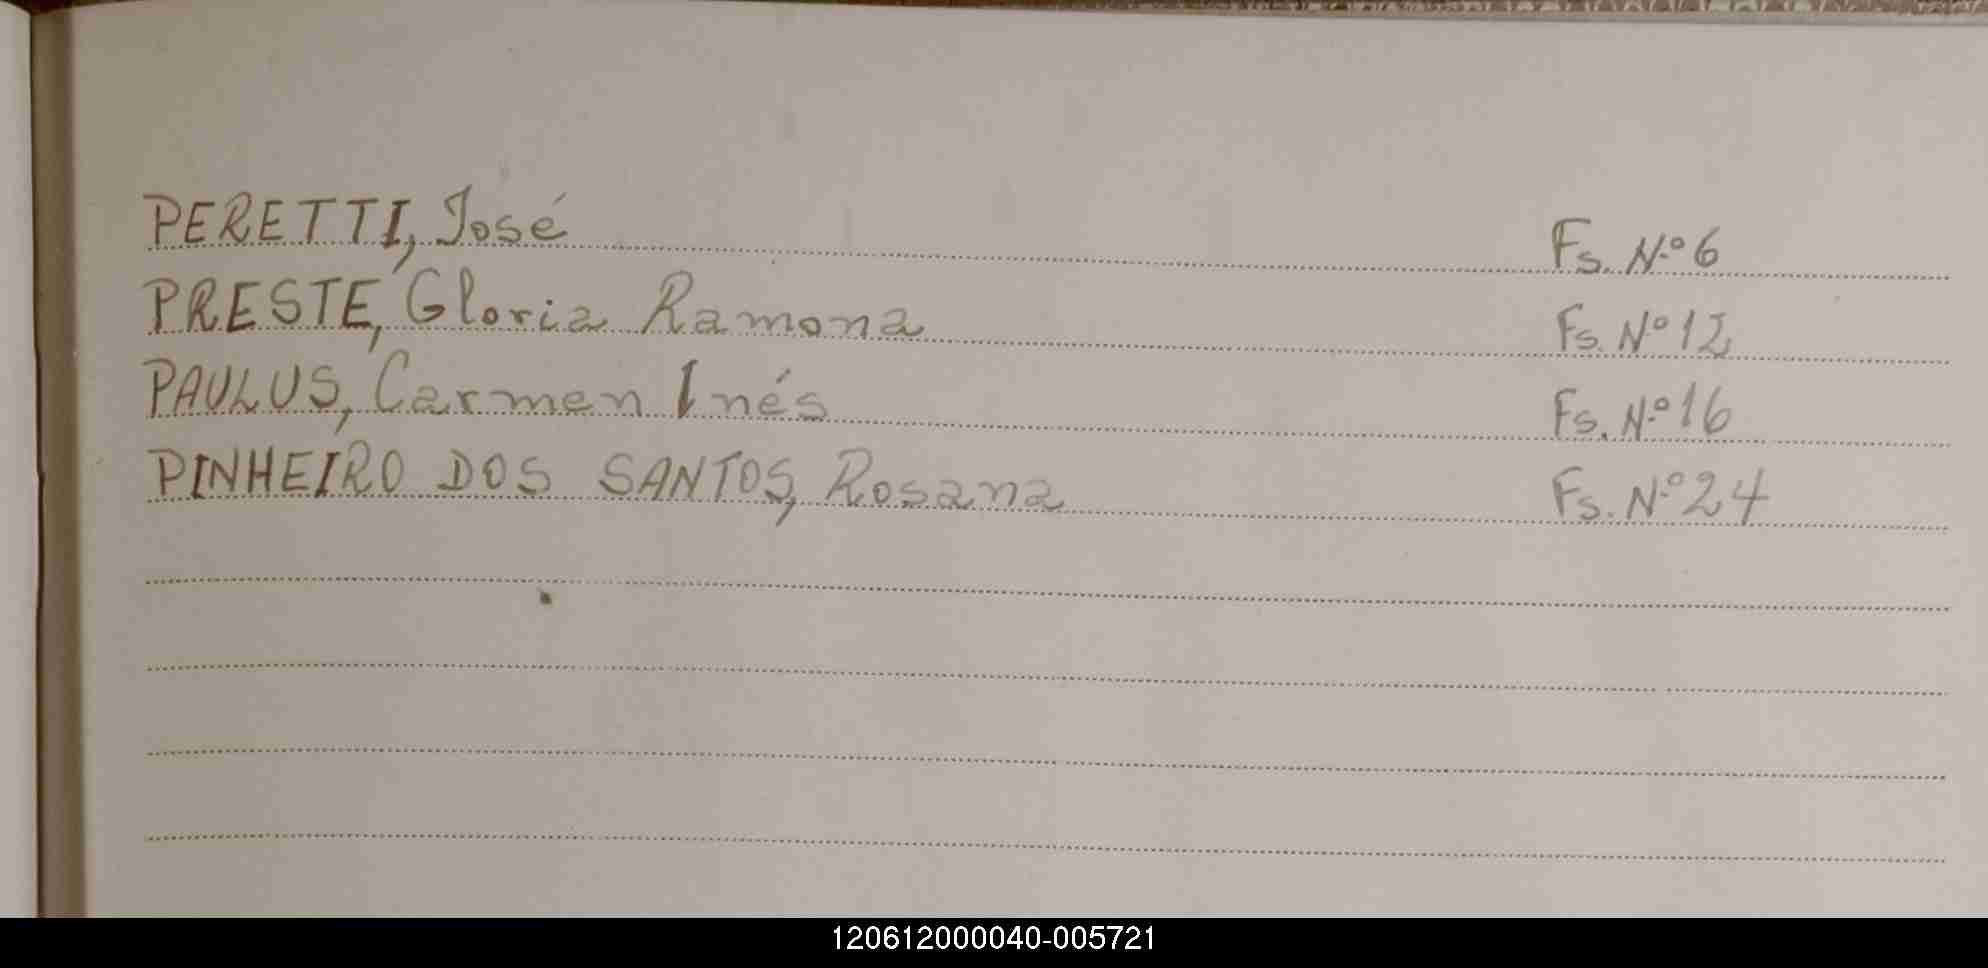 PERETTI, José Fs. N.º 6
PRESTE, Gloria Ramona Fs. Nº 12
PAULUS, Carmen Inés Fs. N.º 16
PINHEIRO DOS SANTOS, Rosana Fs. N.º 24
120612000040-005721